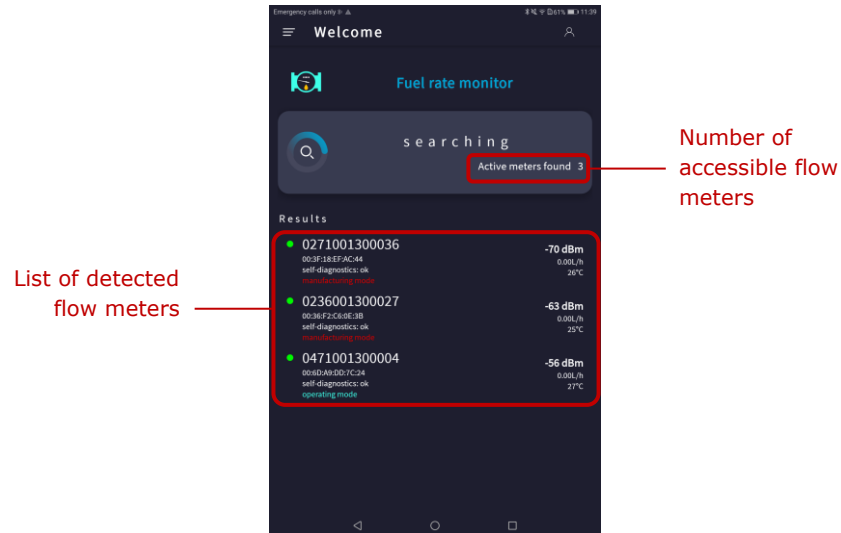 Emergency calls only
61% 11:39
Welcome
Fuel rate monitor
searching
Active meters found 3
Number of
accessible flow
meters
Results
List of detected
flow meters
0271001300036
-70 dBm
00:3F:18:EF:AC:44
0.00L/h
self-diagnostics: ok
26°C
manufacturing mode
0236001300027
-63 dBm
00:36:F2:C6:0E:3B
0.00L/h
self-diagnostics: ok
25°C
manufacturing mode
0471001300004
-56 dBm
00:6D:A9:DD:7C:24
0.00L/h
self-diagnostics: ok
27°C
operating mode